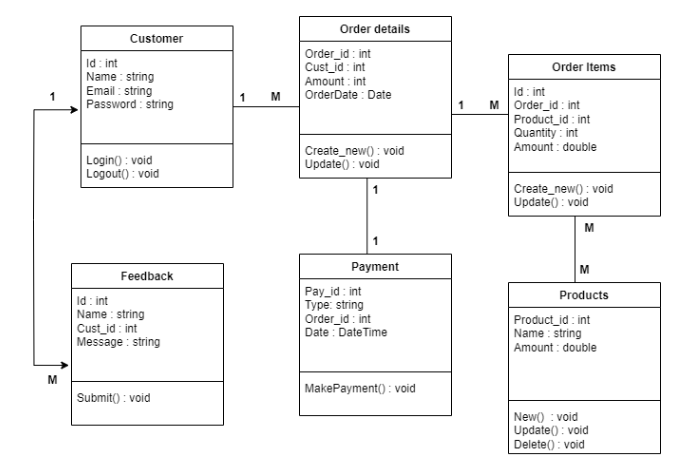 Customer
Id : int
Name : string
Email : string
Password : string
Login() : void
Logout() : void
1
1
M
Order details
Order_id : int
Cust_id : int
Amount : int
OrderDate : Date
Create_new() : void
Update() : void
1
M
Order Items
Id : int
Order_id : int
Product_id : int
Quantity : int
Amount : double
Create_new() : void
Update() : void
1
1
M
M
Feedback
Id : int
Name : string
Cust_id : int
Message : string
Submit() : void
M
Payment
Pay_id : int
Type: string
Order_id : int
Date : DateTime
MakePayment() : void
Products
Product_id : int
Name : string
Amount : double
New()  : void
Update() : void
Delete() : void